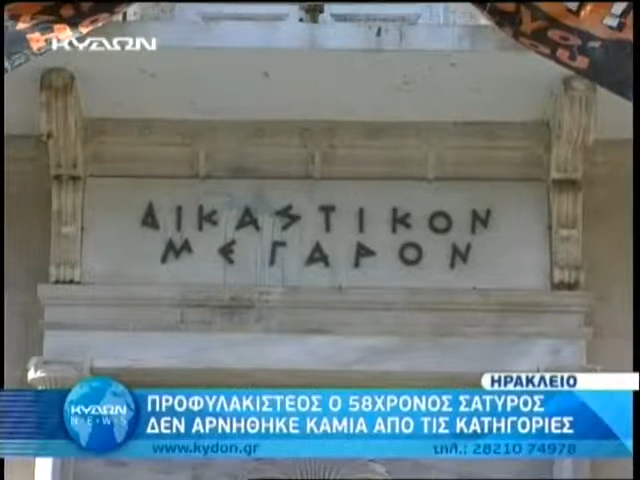 ΚΥΔΩΝ
ΔΙΚΑΣΤΙΚΟΝ
ΜΕΓΑΡΟΝ
ΗΡΑΚΛΕΙΟ
ΚΥΔΩΝ
NEWS
ΠΡΟΦΥΛΑΚΙΣΤΕΟΣ Ο 58ΧΡΟΝΟΣ ΣΑΤΥΡΟΣ
ΔΕΝ ΑΡΝΗΘΗΚΕ ΚΑΜΙΑ ΑΠΟ ΤΙΣ ΚΑΤΗΓΟΡΙΕΣ
www.kydon.gr
τηλ.: 28210 74978